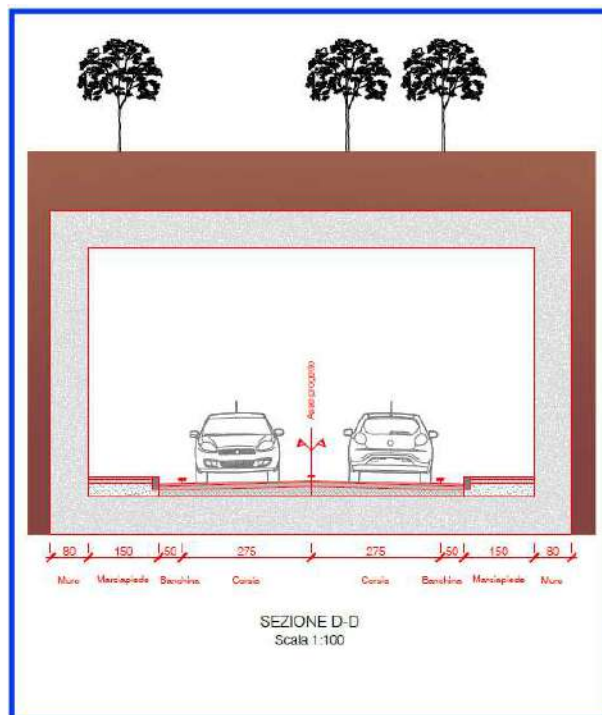 Asse progetto
80 150 50 275 275 50 150 80
Muro Marciapiede Banchina Corsia Corsia Banchina Marciapiede Muro
SEZIONE D-D
Scala 1:100